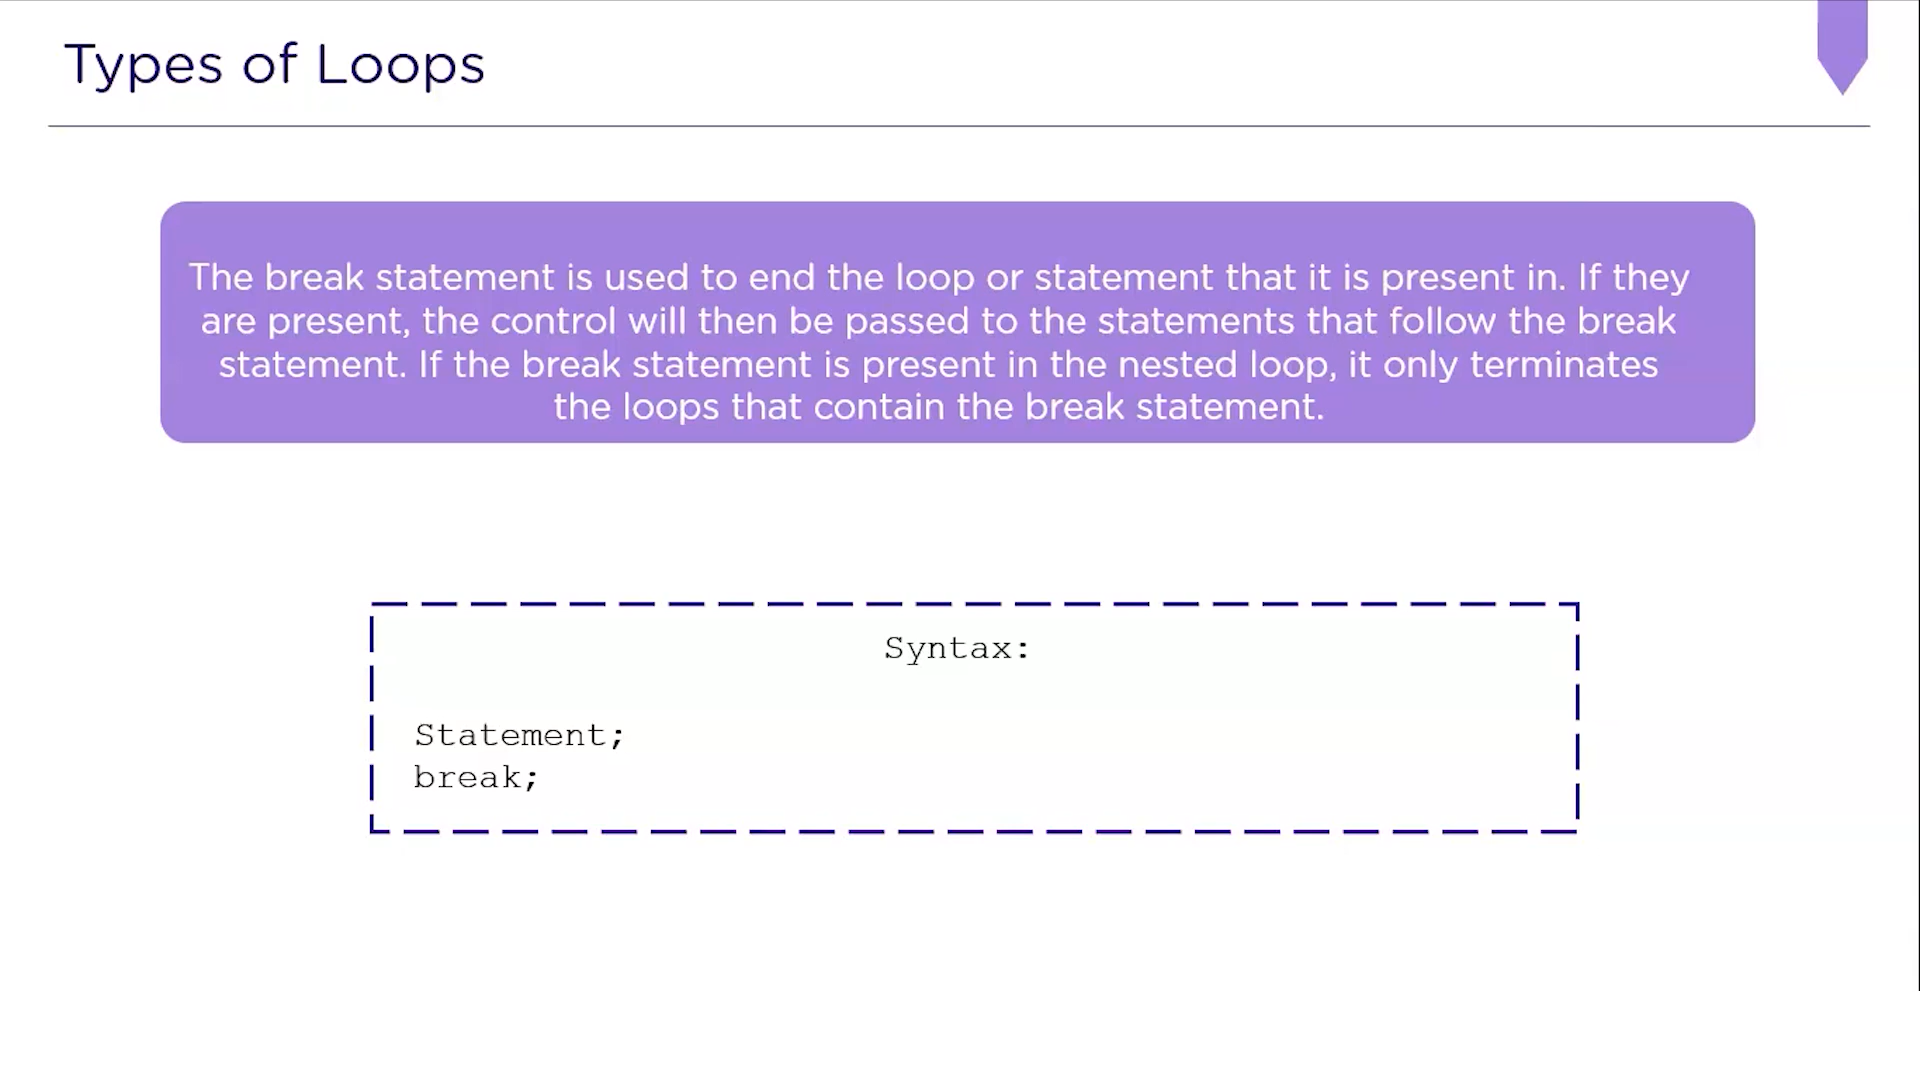 Types of Loops
The break statement is used to end the loop or statement that it is present in. If they
are present, the control will then be passed to the statements that follow the break
statement. If the break statement is present in the nested loop, it only terminates
the loops that contain the break statement.
Syntax:
Statement;
break;